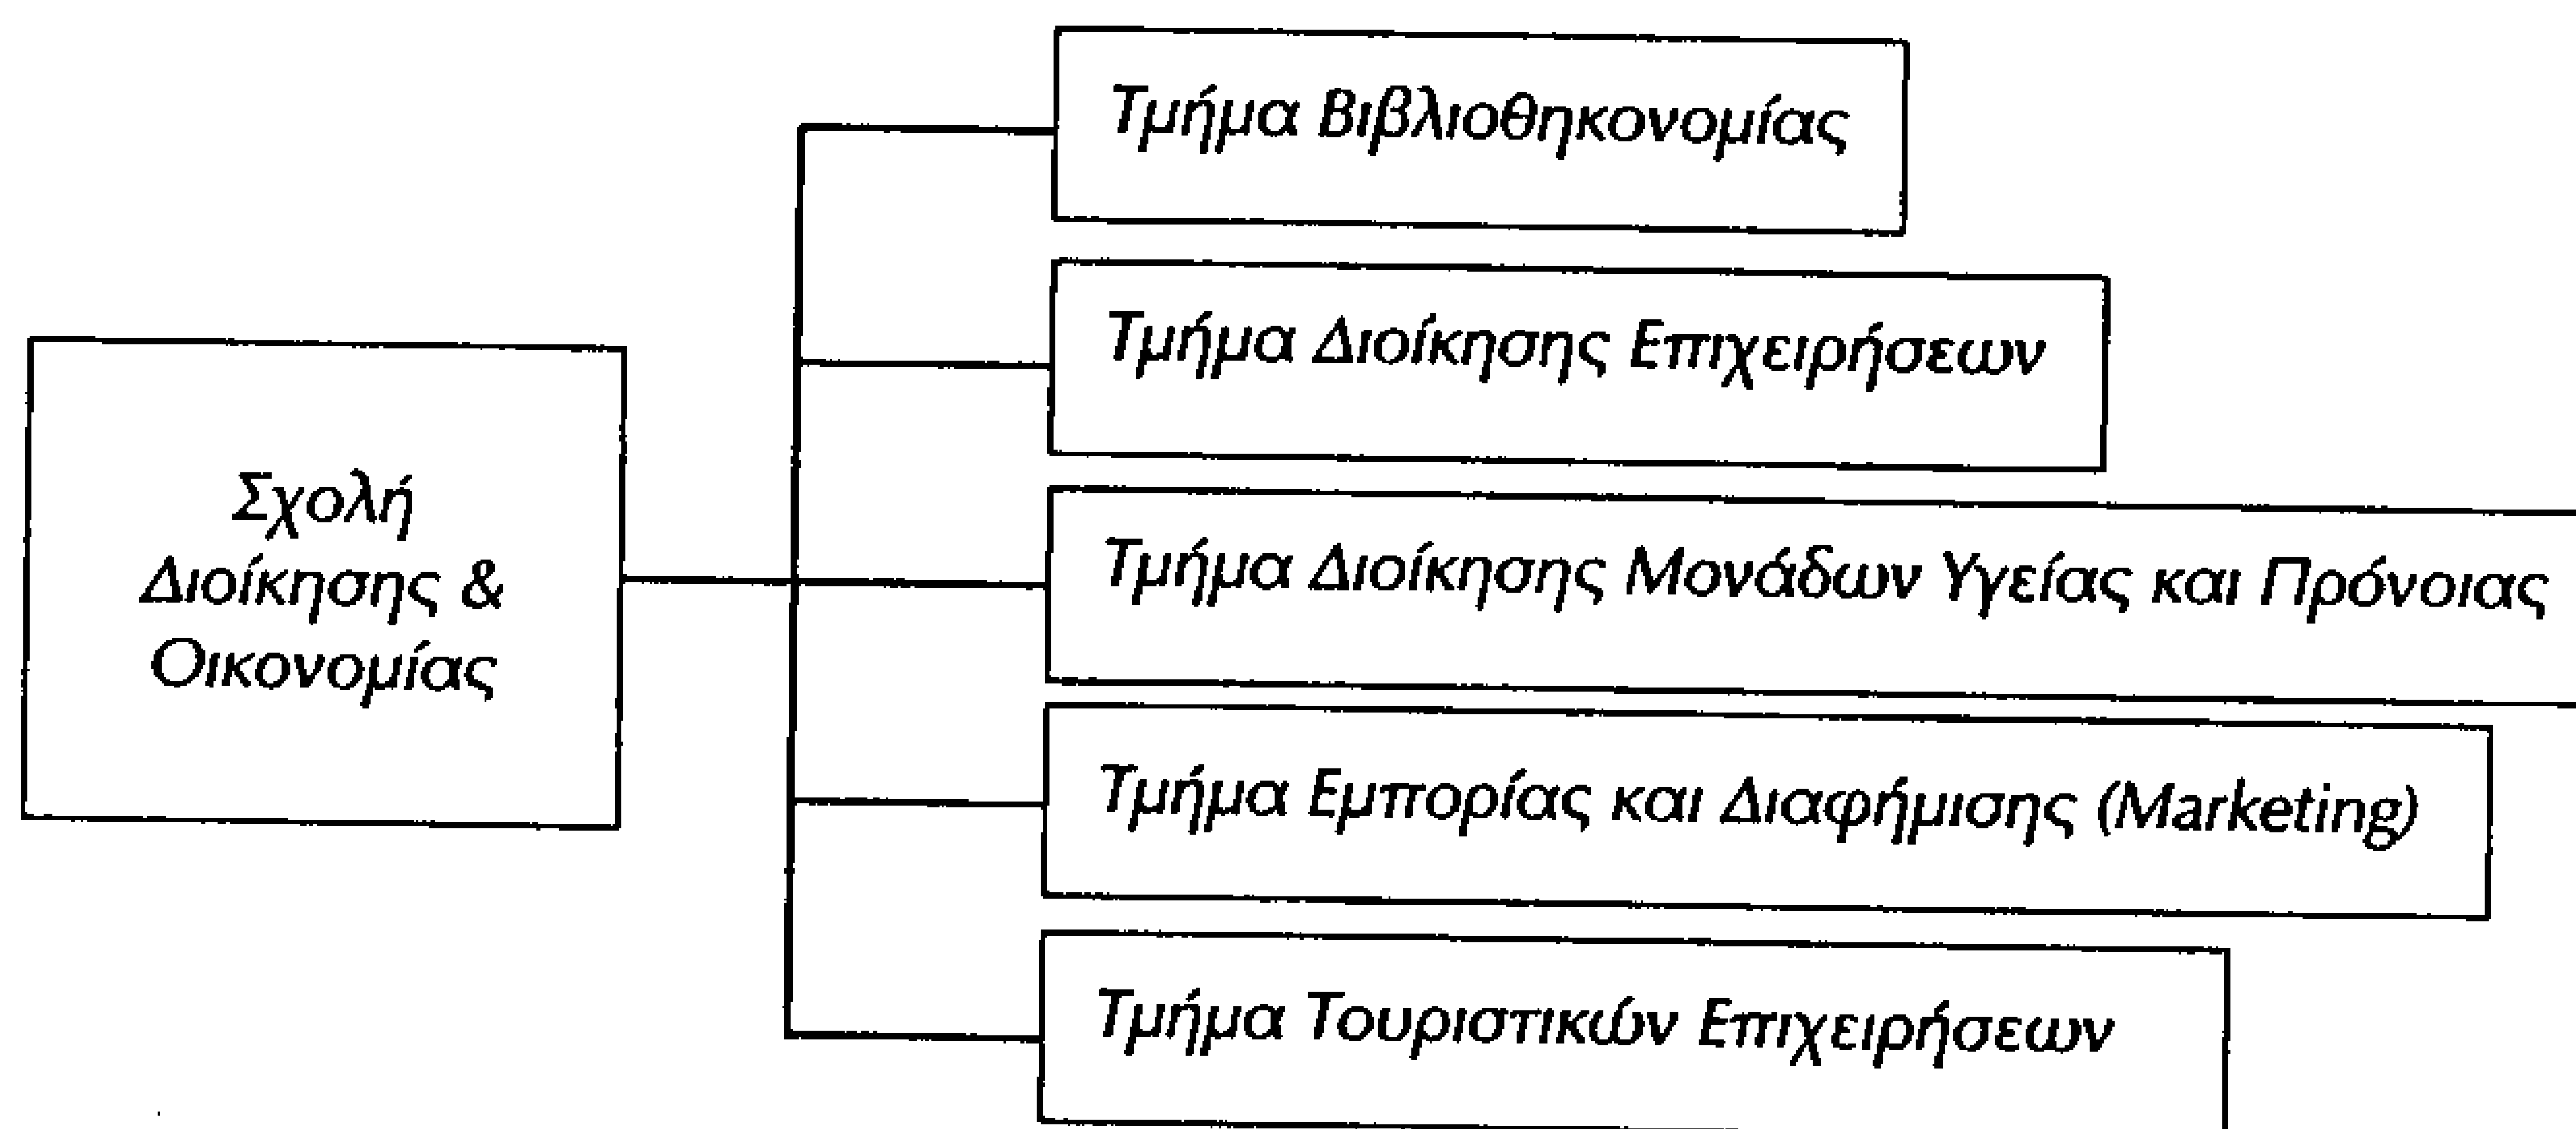 Τμήμα Βιβλιοθηκονομίας
Τμήμα Διοίκησης Επιχειρήσεων
Σχολή
Διοίκησης &
Οικονομίας
Τμήμα Διοίκησης Μονάδων Υγείας και Πρόνοιας
Τμήμα Εμπορίας και Διαφήμισης (Marketing)
Τμήμα Τουριστικών Επιχειρήσεων